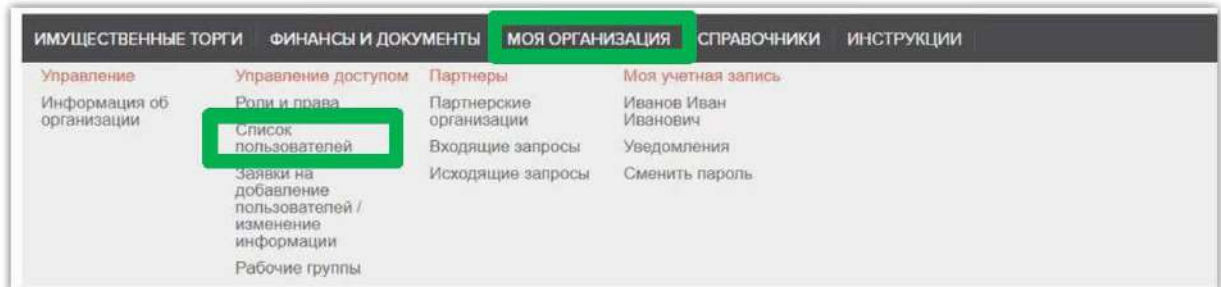 ИМУЩЕСТВЕННЫЕ ТОРГИ ФИНАНСЫ И ДОКУМЕНТЫ МОЯ ОРГАНИЗАЦИЯ СПРАВОЧНИКИ ИНСТРУКЦИИ
Управление
Информация об
организации
Управление доступом
Роли и права
Список
пользователей
Заявки на
добавление
пользователей /
изменение
информации
Рабочие группы
Партнеры
Партнерские
организации
Входящие запросы
Исходящие запросы
Моя учетная запись
Иванов Иван
Иванович
Уведомления
Сменить пароль